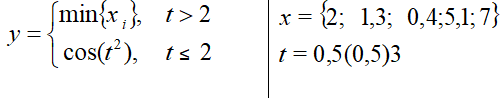 y = { min{x_i}, t > 2
cos(t²), t ≤ 2
x = {2; 1,3; 0,4;5,1; 7}
t = 0,5(0,5)3